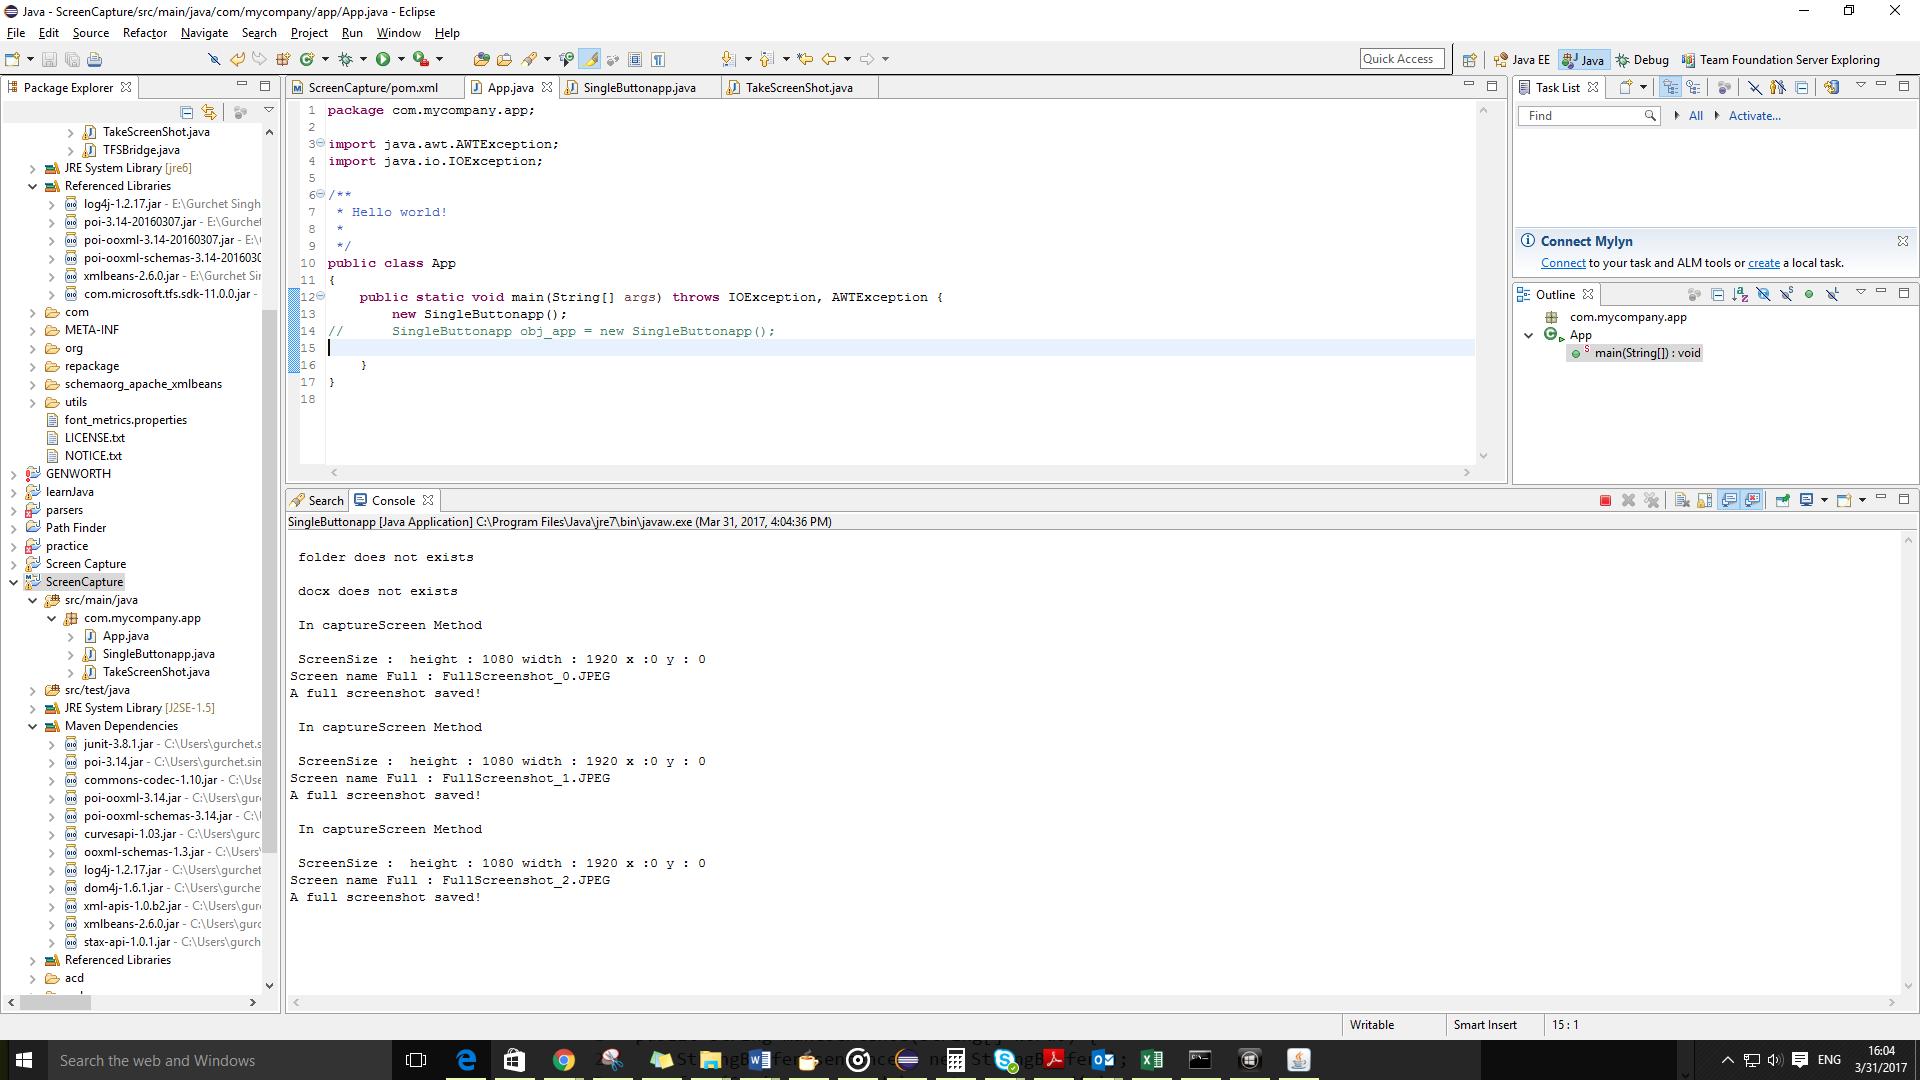 Java - ScreenCapture/src/main/java/com/mycompany/app/App.java - Eclipse
File Edit Source Refactor Navigate Search Project Run Window Help
Quick Access
Java EE
Java
Debug
Team Foundation Server Exploring
Package Explorer
TakeScreenShot.java
TFSBridge.java
JRE System Library [jre6]
Referenced Libraries
log4j-1.2.17.jar - E:\Gurchet Singh
poi-3.14-20160307.jar - E:\Gurchet
poi-ooxml-3.14-20160307.jar - E:\
poi-ooxml-schemas-3.14-2016030
xmlbeans-2.6.0.jar - E:\Gurchet Sir
com.microsoft.tfs.sdk-11.0.0.jar -
com
META-INF
org
repackage
schemaorg_apache_xmlbeans
utils
font_metrics.properties
LICENSE.txt
NOTICE.txt
GENWORTH
learnJava
parsers
Path Finder
practice
Screen Capture
ScreenCapture
src/main/java
com.mycompany.app
App.java
SingleButtonapp.java
TakeScreenShot.java
src/test/java
JRE System Library [J2SE-1.5]
Maven Dependencies
junit-3.8.1.jar - C:\Users\gurchet.s
poi-3.14.jar - C:\Users\gurchet.sin
commons-codec-1.10.jar - C:\Use
poi-ooxml-3.14.jar - C:\Users\gur
poi-ooxml-schemas-3.14.jar - C:\
curvesapi-1.03.jar - C:\Users\gurc
ooxml-schemas-1.3.jar - C:\Users\
log4j-1.2.17.jar - C:\Users\gurche
dom4j-1.6.1.jar - C:\Users\gurche
xml-apis-1.0.b2.jar - C:\Users\gur
xmlbeans-2.6.0.jar - C:\Users\gurc
stax-api-1.0.1.jar - C:\Users\gurch
Referenced Libraries
acd
ScreenCapture/pom.xml
App.java
SingleButtonapp.java
TakeScreenShot.java
1 package com.mycompany.app;
2
3 import java.awt.AWTException;
4 import java.io.IOException;
5
6 /**
7 * Hello world!
8 *
9 */
10 public class App
11 {
12 public static void main(String[] args) throws IOException, AWTException {
13 new SingleButtonapp();
14 // SingleButtonapp obj_app = new SingleButtonapp();
15
16 }
17 }
18
Task List
Find
All
Activate...
Connect Mylyn
Connect to your task and ALM tools or create a local task.
Outline
com.mycompany.app
App
main(String[]) : void
Search
Console
SingleButtonapp [Java Application] C:\Program Files\Java\jre7\bin\javaw.exe (Mar 31, 2017, 4:04:36 PM)
folder does not exists
docx does not exists
In captureScreen Method
ScreenSize : height : 1080 width : 1920 x :0 y : 0
Screen name Full : FullScreenshot_0.JPEG
A full screenshot saved!
In captureScreen Method
ScreenSize : height : 1080 width : 1920 x :0 y : 0
Screen name Full : FullScreenshot_1.JPEG
A full screenshot saved!
In captureScreen Method
ScreenSize : height : 1080 width : 1920 x :0 y : 0
Screen name Full : FullScreenshot_2.JPEG
A full screenshot saved!
Writable
Smart Insert
15 : 1
Search the web and Windows
ENG
16:04
3/31/2017